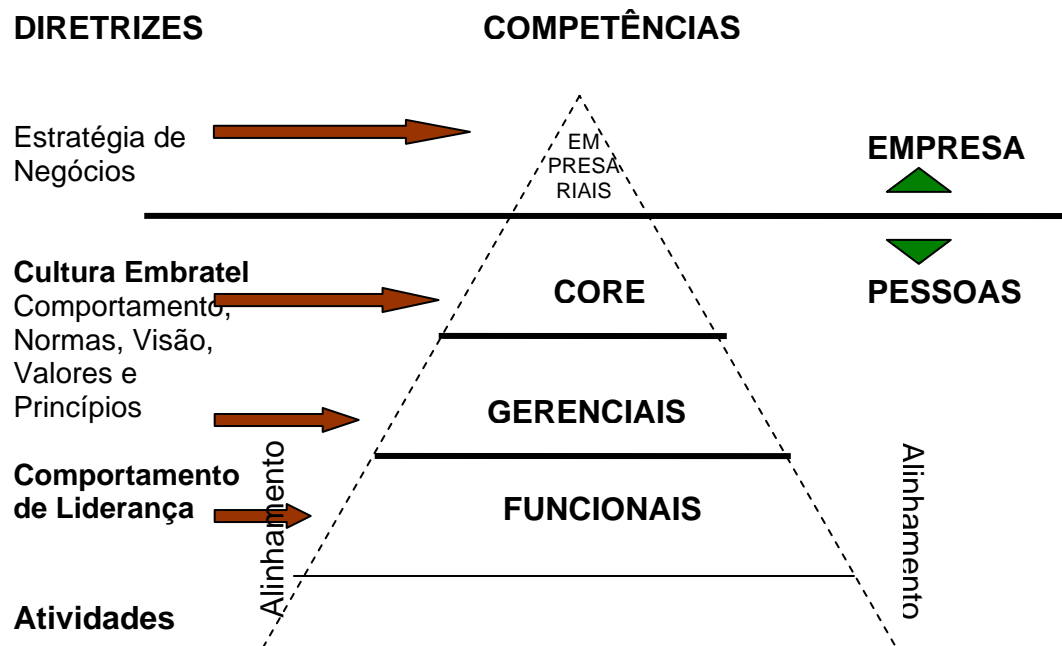 DIRETRIZES
COMPETÊNCIAS
Estratégia de
Negócios
EM
PRESA
RIAIS
EMPRESA
Cultura Embratel
Comportamento,
Normas, Visão,
Valores e
Princípios
CORE
PESSOAS
GERENCIAIS
Comportamento
de Liderança
Alinhamento
FUNCIONAIS
Alinhamento
Atividades